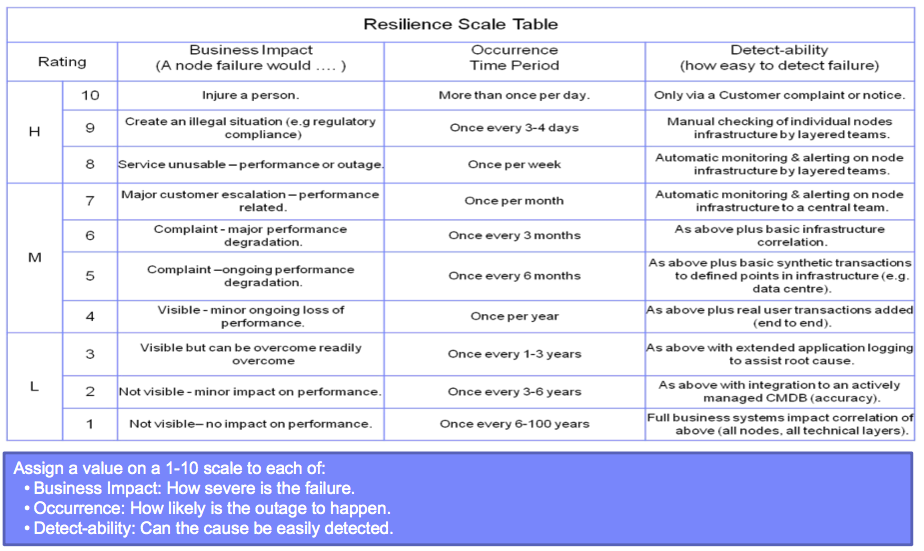 Resilience Scale Table
Rating
Business Impact
(A node failure would …. )
Occurrence
Time Period
Detect-ability
(how easy to detect failure)
H
10
Injure a person.
More than once per day.
Only via a Customer complaint or notice.
9
Create an illegal situation (e.g regulatory
compliance)
Once every 3-4 days
Manual checking of individual nodes
infrastructure by layered teams.
8
Service unusable – performance or outage.
Once per week
Automatic monitoring & alerting on node
infrastructure by layered teams.
M
7
Major customer escalation – performance
related.
Once per month
Automatic monitoring & alerting on node
infrastructure to a central team.
6
Complaint - major performance
degradation.
Once every 3 months
As above plus basic infrastructure
correlation.
5
Complaint –ongoing performance
degradation.
Once every 6 months
As above plus basic synthetic transactions
to defined points in infrastructure (e.g.
data centre).
4
Visible - minor ongoing loss of
performance.
Once per year
As above plus real user transactions added
(end to end).
L
3
Visible but can be overcome readily
overcome
Once every 1-3 years
As above with extended application logging
to assist root cause.
2
Not visible - minor impact on performance.
Once every 3-6 years
As above with integration to an actively
managed CMDB (accuracy).
1
Not visible– no impact on performance.
Once every 6-100 years
Full business systems impact correlation of
above (all nodes, all technical layers).
Assign a value on a 1-10 scale to each of:
• Business Impact: How severe is the failure.
• Occurrence: How likely is the outage to happen.
• Detect-ability: Can the cause be easily detected.